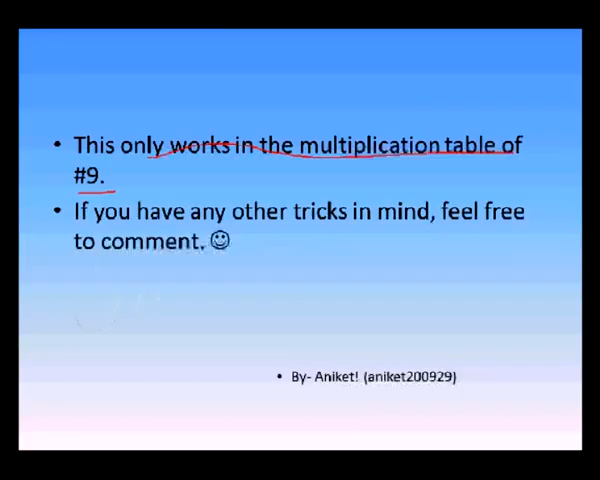 • This only works in the multiplication table of
#9.
• If you have any other tricks in mind, feel free
to comment. ☺
• By- Aniket! (aniket200929)